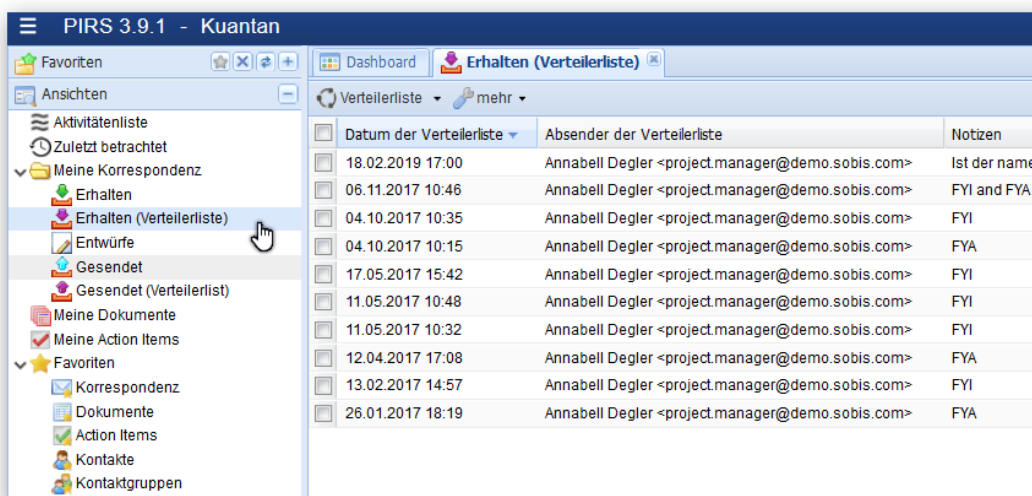 PIRS 3.9.1 - Kuantan
Favoriten
Ansichten
Aktivitätenliste
Zuletzt betrachtet
Meine Korrespondenz
Erhalten
Erhalten (Verteilerliste)
Entwürfe
Gesendet
Gesendet (Verteilerlist)
Meine Dokumente
Meine Action Items
Favoriten
Korrespondenz
Dokumente
Action Items
Kontakte
Kontaktgruppen
Dashboard Erhalten (Verteilerliste)
Verteilerliste mehr
Datum der Verteilerliste Absender der Verteilerliste Notizen
18.02.2019 17:00 Annabell Degler <project.manager@demo.sobis.com> Ist der name
06.11.2017 10:46 Annabell Degler <project.manager@demo.sobis.com> FYI and FYA
04.10.2017 10:35 Annabell Degler <project.manager@demo.sobis.com> FYI
04.10.2017 10:15 Annabell Degler <project.manager@demo.sobis.com> FYA
17.05.2017 15:42 Annabell Degler <project.manager@demo.sobis.com> FYI
11.05.2017 10:48 Annabell Degler <project.manager@demo.sobis.com> FYI
11.05.2017 10:32 Annabell Degler <project.manager@demo.sobis.com> FYI
12.04.2017 17:08 Annabell Degler <project.manager@demo.sobis.com> FYA
13.02.2017 14:57 Annabell Degler <project.manager@demo.sobis.com> FYI
26.01.2017 18:19 Annabell Degler <project.manager@demo.sobis.com> FYA